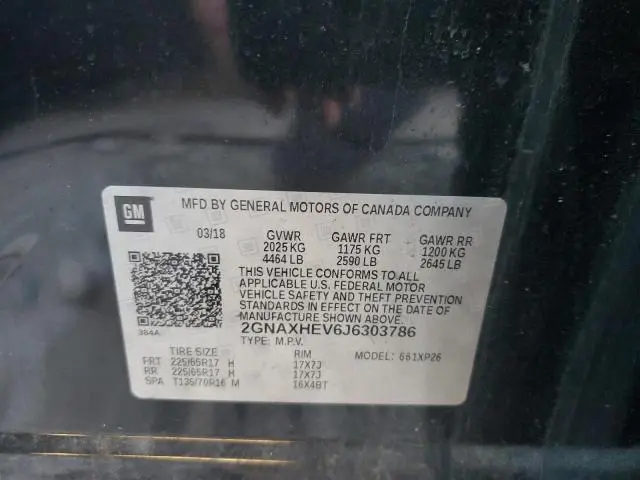 GM
MFD BY GENERAL MOTORS OF CANADA COMPANY
03/18 GVWR GAWR FRT GAWR RR
2025 KG 1175 KG 1200 KG
4464 LB 2590 LB 2645 LB
THIS VEHICLE CONFORMS TO ALL
APPLICABLE U.S. FEDERAL MOTOR
VEHICLE SAFETY AND THEFT PREVENTION
STANDARDS IN EFFECT ON THE DATE OF
MANUFACTURE SHOWN ABOVE.
384A 2GNAXHEV6J6303786
TYPE: M.P.V.
TIRE SIZE RIM MODEL: 661XP26
FRT 225/65R17 H 17X7J
RR 225/65R17 H 17X7J
SPA T135/70R16 M 16X4BT